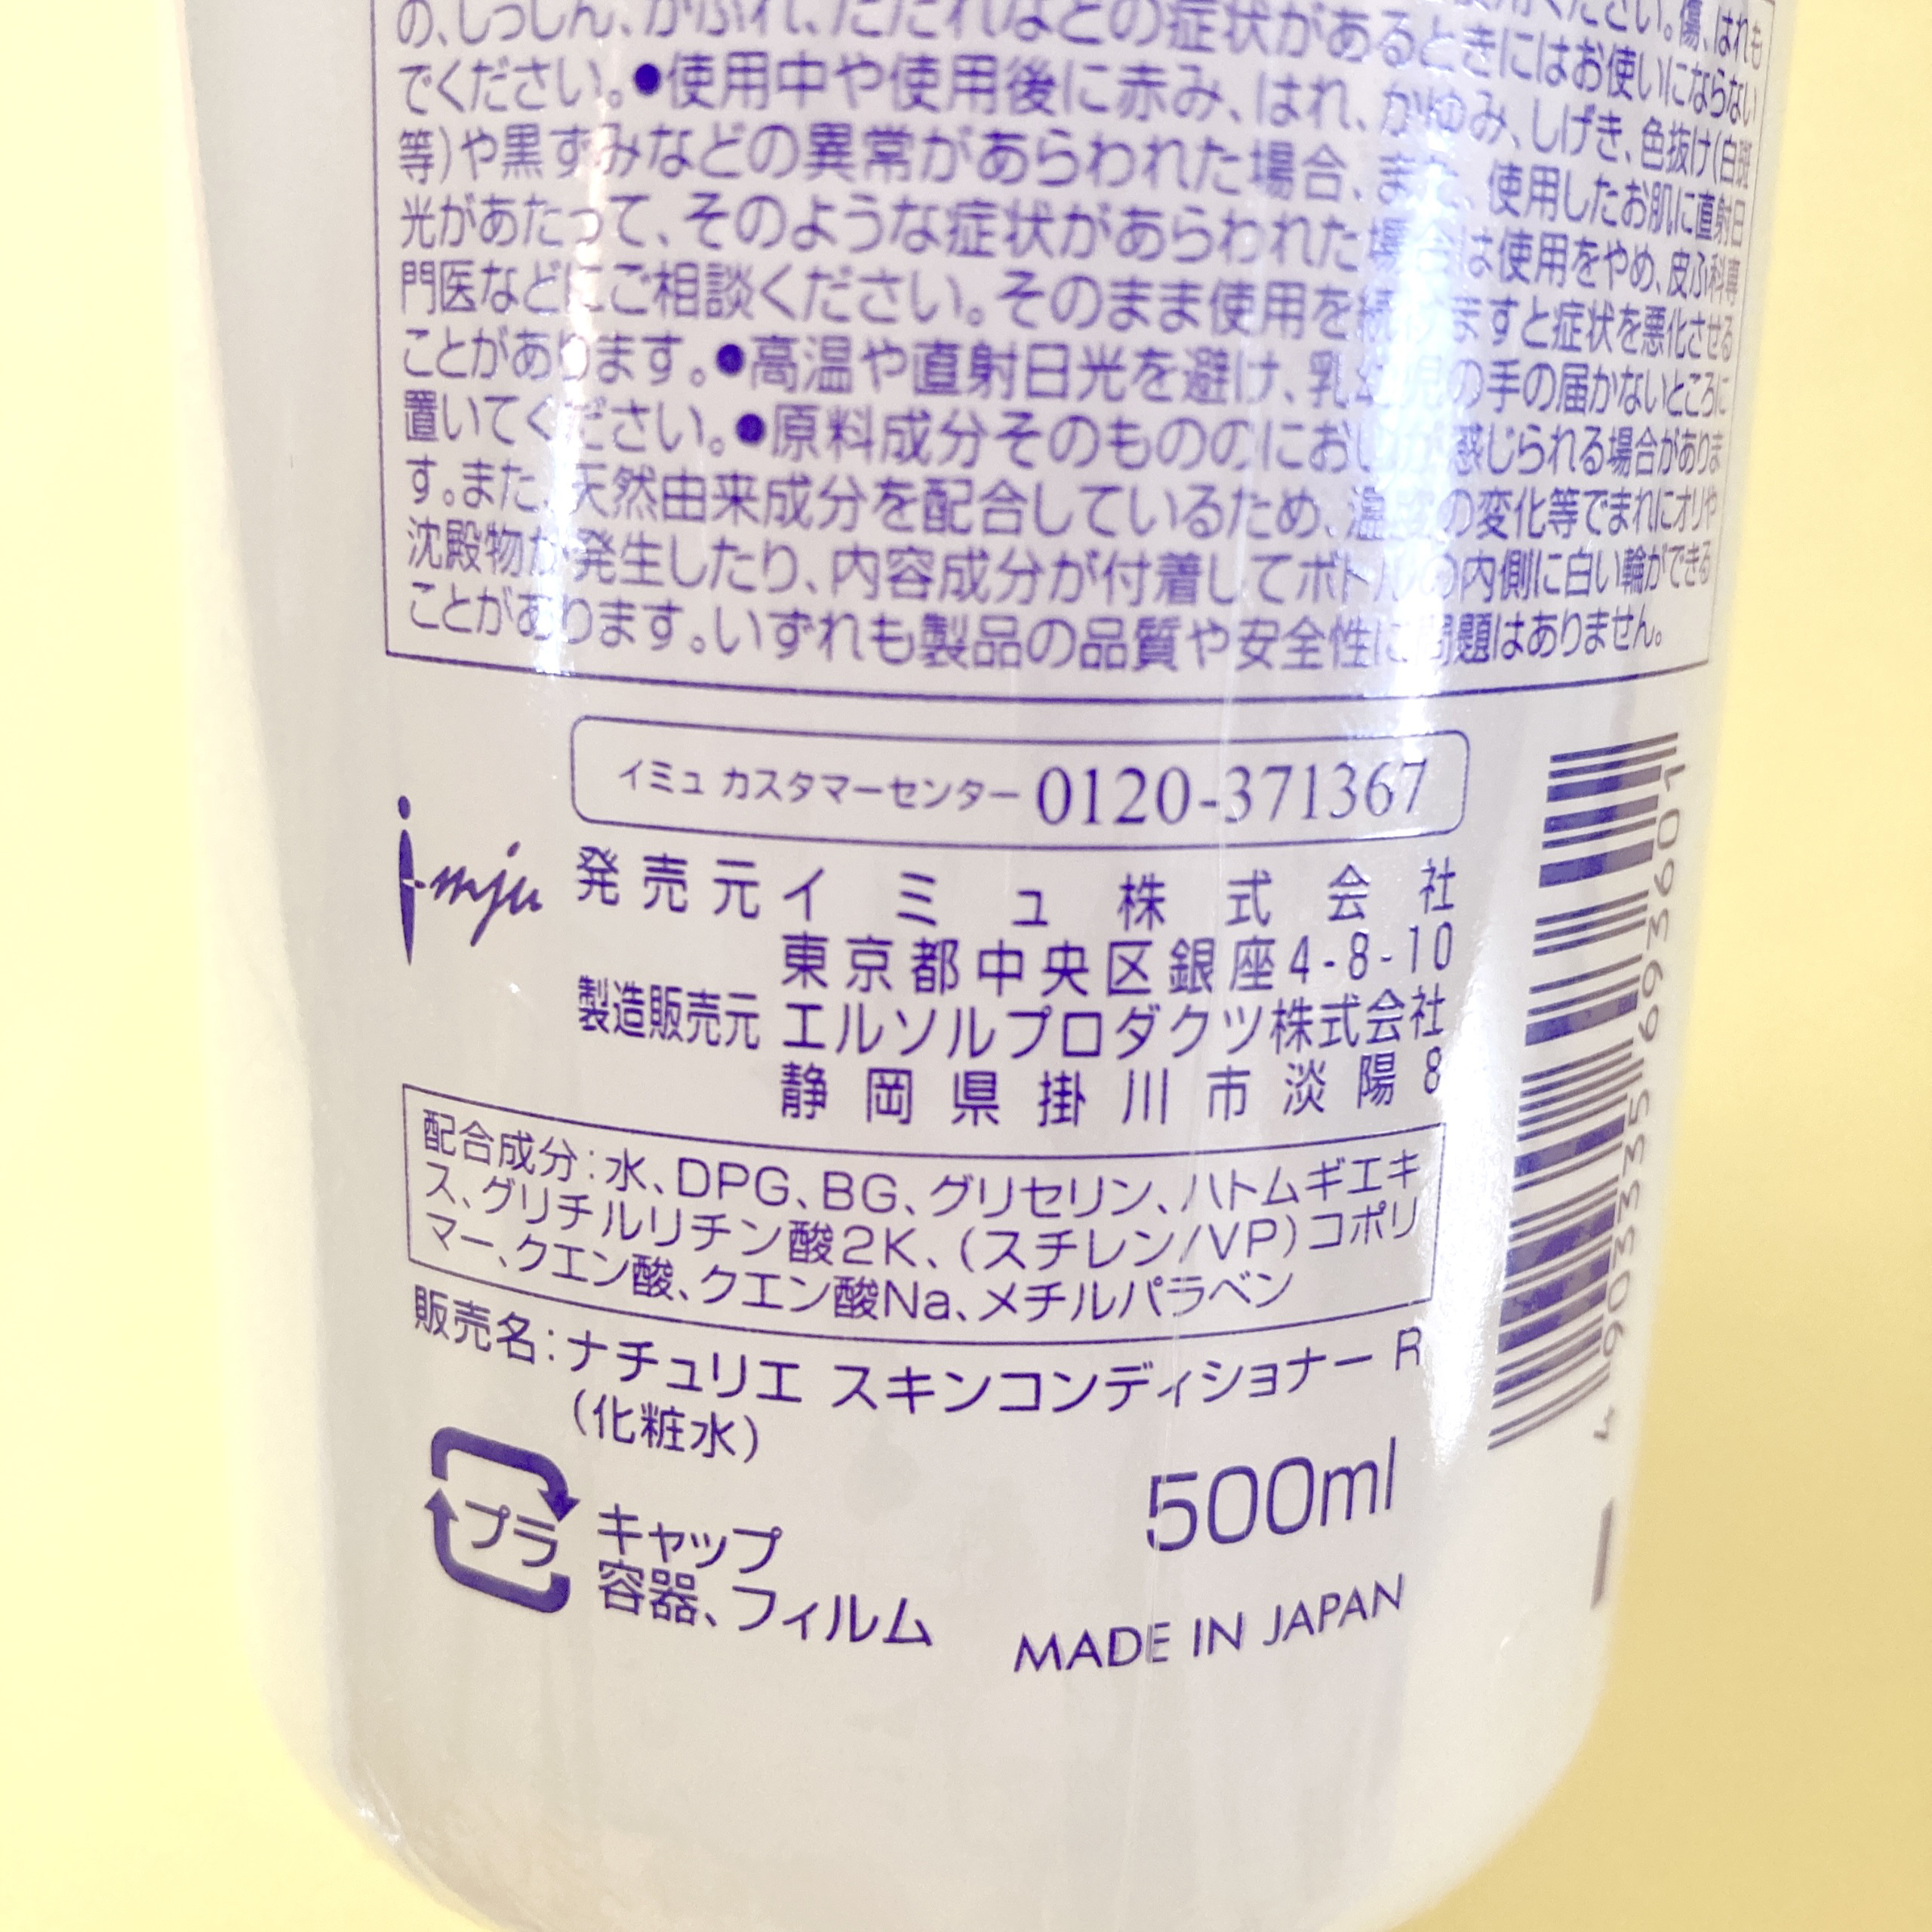 の、しっしん、かぶれ、ただれなどの症状があるときにはお使いにならない
でください。●使用中や使用後に赤み、はれ、かゆみ、しげき、色抜け(白斑
等)や黒ずみなどの異常があらわれた場合、また、使用したお肌に直射日
光があたって、そのような症状があらわれた場合は使用をやめ、皮ふ科専
門医などにご相談ください。そのまま使用を続けますと症状を悪化させる
ことがあります。●高温や直射日光を避け、乳幼児の手の届かないところに
置いてください。●原料成分そのもののにおいが感じられる場合がありま
す。また、天然由来成分を配合しているため、温度の変化等でまれにオリや
沈殿物が発生したり、内容成分が付着してボトルの内側に白い輪ができる
ことがあります。いずれも製品の品質や安全性に問題はありません。
イミュ カスタマーセンター 0120-371367
imju
発売元 イミュ株式会社
東京都中央区銀座4-8-10
製造販売元 エルソルプロダクツ株式会社
静岡県掛川市淡陽8
配合成分:水、DPG、BG、グリセリン、ハトムギエキ
ス、グリチルリチン酸2K、(スチレン/VP)コポリ
マー、クエン酸、クエン酸Na、メチルパラベン
販売名:ナチュリエ スキンコンディショナー R
(化粧水)
プラ
キャップ
容器、フィルム
500ml
MADE IN JAPAN
4903335693601